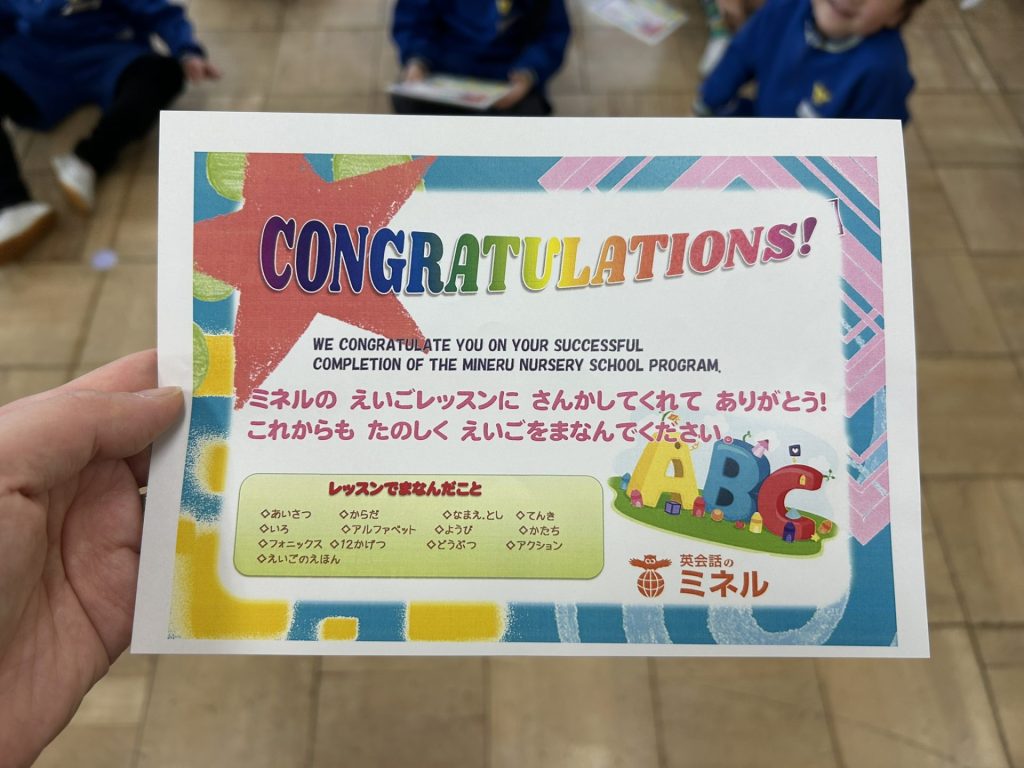 CONGRATULATIONS!
WE CONGRATULATE YOU ON YOUR SUCCESSFUL
COMPLETION OF THE MINERU NURSERY SCHOOL PROGRAM.
ミネルの えいごレッスンに さんかしてくれて ありがとう!
これからも たのしく えいごをまなんでください。
ABC
レッスンでまなんだこと
◇あいさつ ◇からだ ◇なまえ.とし ◇てんき
◇いろ ◇アルファベット ◇ようび ◇かたち
◇フォニックス ◇12かげつ ◇どうぶつ ◇アクション
◇えいごのえほん
英会話の
ミネル